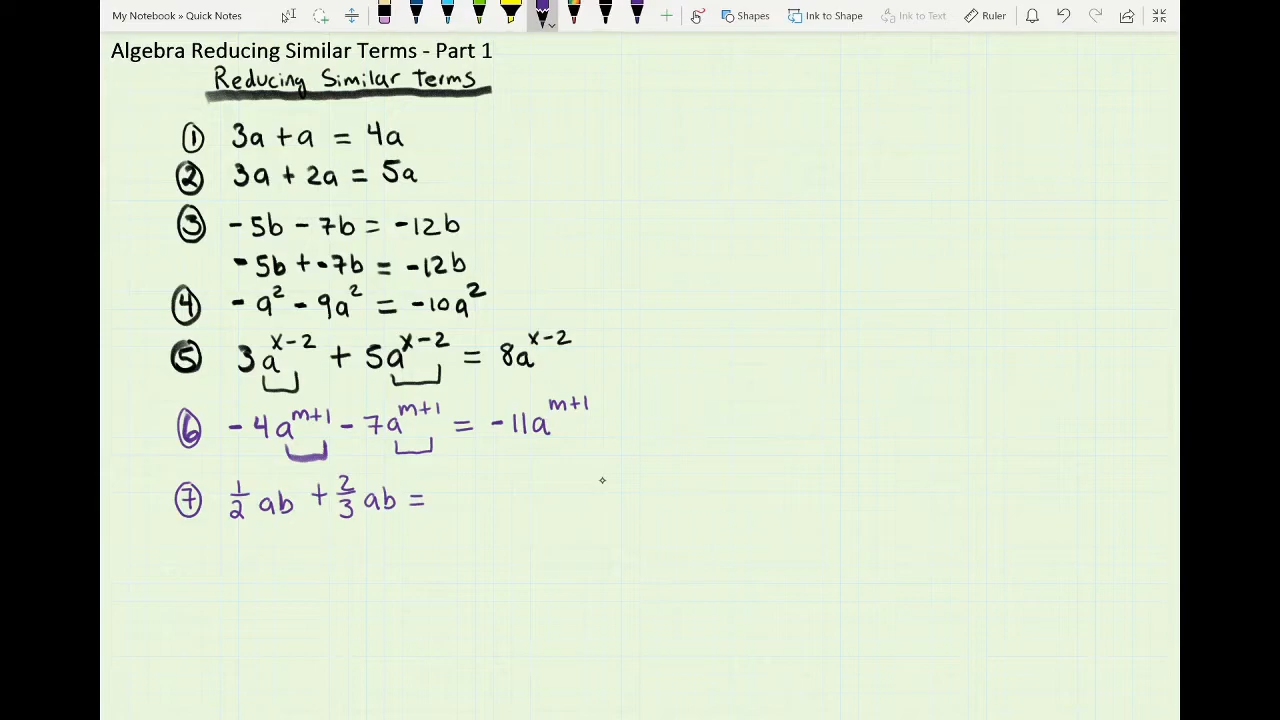 My Notebook » Quick Notes Shapes Ink to Shape Ink to Text Ruler
Algebra Reducing Similar Terms - Part 1
Reducing Similar Terms
① 3a + a = 4a
② 3a + 2a = 5a
③ - 5b - 7b = -12b
- 5b + -7b = -12b
④ - a² - 9a² = -10a²
⑤ 3a^(x-2) + 5a^(x-2) = 8a^(x-2)
⑥ - 4a^(m+1) - 7a^(m+1) = - 11a^(m+1)
⑦ 1/2 ab + 2/3 ab =